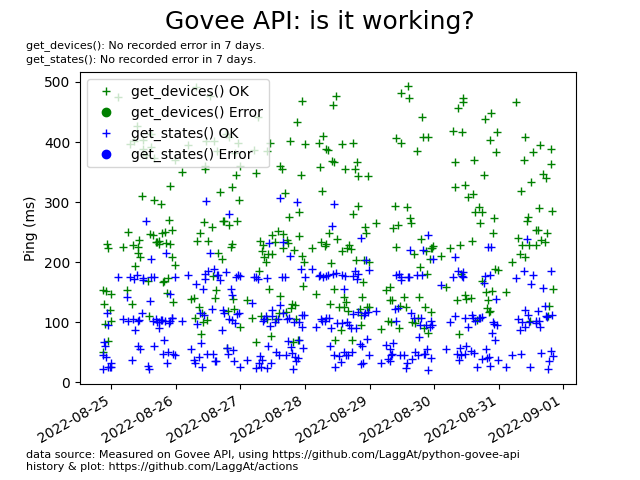 Govee API: is it working?
get_devices(): No recorded error in 7 days.
get_states(): No recorded error in 7 days.
get_devices() OK
get_devices() Error
get_states() OK
get_states() Error
Ping (ms)
500
400
300
200
100
0
2022-08-25
2022-08-26
2022-08-27
2022-08-28
2022-08-29
2022-08-30
2022-08-31
2022-09-01
data source: Measured on Govee API, using https://github.com/LaggAt/python-govee-api
history & plot: https://github.com/LaggAt/actions